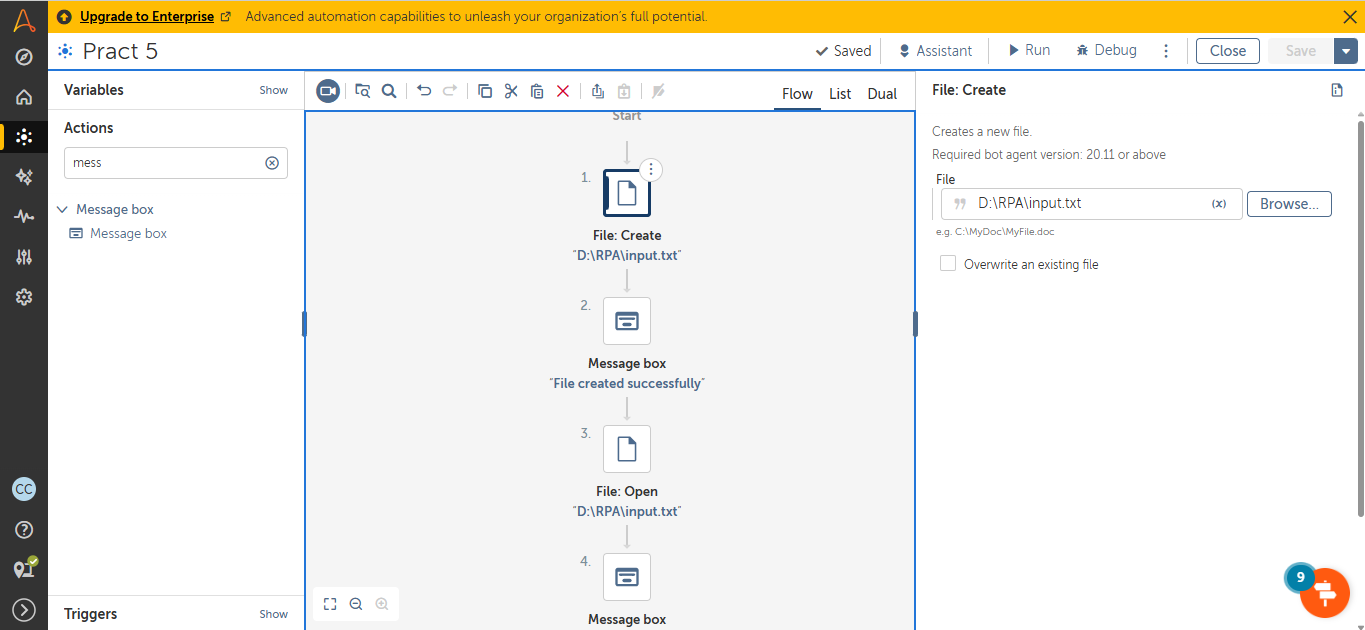 Upgrade to Enterprise Advanced automation capabilities to unleash your organization's full potential.
Pract 5
Saved
Assistant
Run
Debug
Close
Save
Variables
Show
Actions
mess
Message box
Message box
Triggers
Show
CC
Flow
List
Dual
Start
1.
File: Create
"D:\RPA\input.txt"
2.
Message box
"File created successfully"
3.
File: Open
"D:\RPA\input.txt"
4.
Message box
File: Create
Creates a new file.
Required bot agent version: 20.11 or above
File
D:\RPA\input.txt
(x)
Browse...
e.g. C:\MyDoc\MyFile.doc
Overwrite an existing file
9